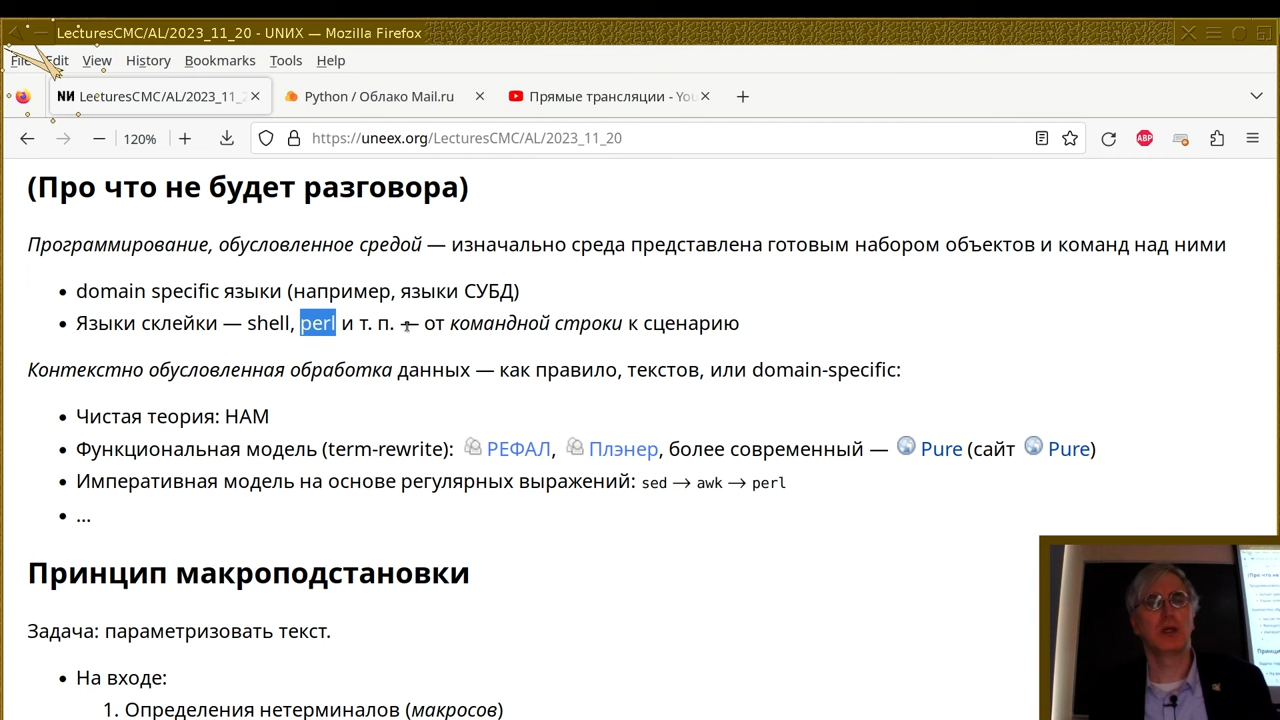 LecturesCMC/AL/2023_11_20 - UNИX — Mozilla Firefox
File Edit View History Bookmarks Tools Help
NИ LecturesCMC/AL/2023_11_2 Python / Облако Mail.ru Прямые трансляции - You
120% https://uneex.org/LecturesCMC/AL/2023_11_20 ABP
(Про что не будет разговора)
Программирование, обусловленное средой — изначально среда представлена готовым набором объектов и команд над ними
• domain specific языки (например, языки СУБД)
• Языки склейки — shell, perl и т. п. — от командной строки к сценарию
Контекстно обусловленная обработка данных — как правило, текстов, или domain-specific:
• Чистая теория: НАМ
• Функциональная модель (term-rewrite): РЕФАЛ, Плэнер, более современный — Pure (сайт Pure)
• Императивная модель на основе регулярных выражений: sed → awk → perl
• ...
Принцип макроподстановки
Задача: параметризовать текст.
• На входе:
1. Определения нетерминалов (макросов)